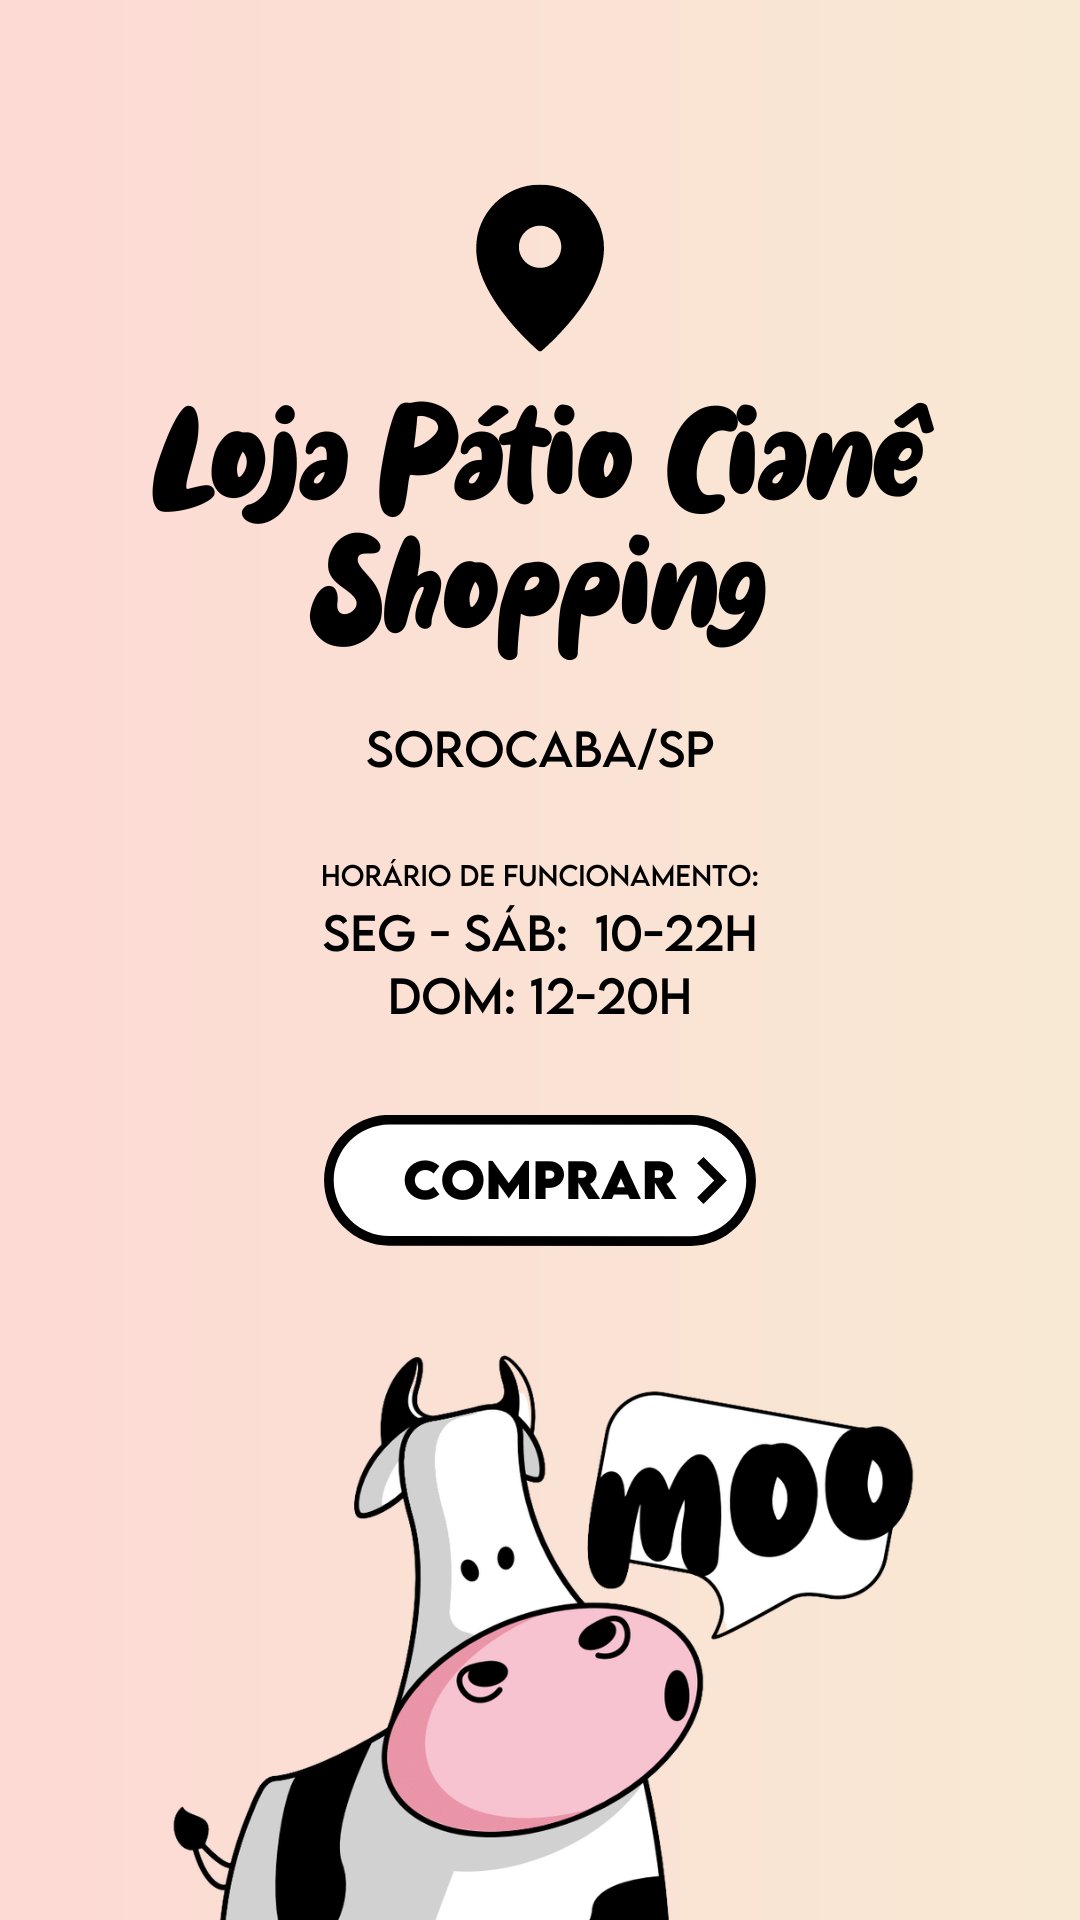 Loja Pátio Cianê
Shopping
SOROCABA/SP
HORÁRIO DE FUNCIONAMENTO:
SEG - SÁB:  10-22H
DOM: 12-20H
COMPRAR
moo